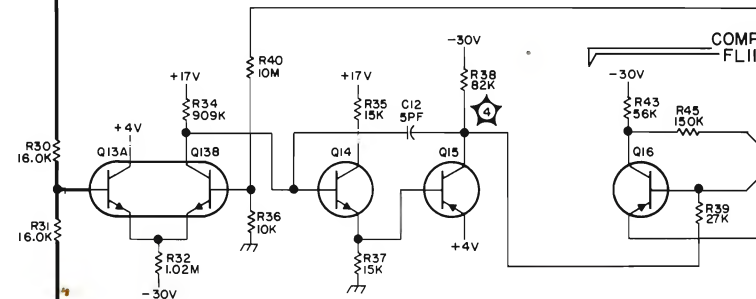 COMP
FLII
-30V
R38
82K
4
R40
10M
+17V
R34
909K
+17V
R35
15K
C12
5PF
-30V
R43
56K
R45
150K
+4V
R30
16.0K
Q13A
Q13B
Q14
Q15
Q16
R31
16.0K
R36
10K
R39
27K
R32
1.02M
R37
15K
+4V
-30V